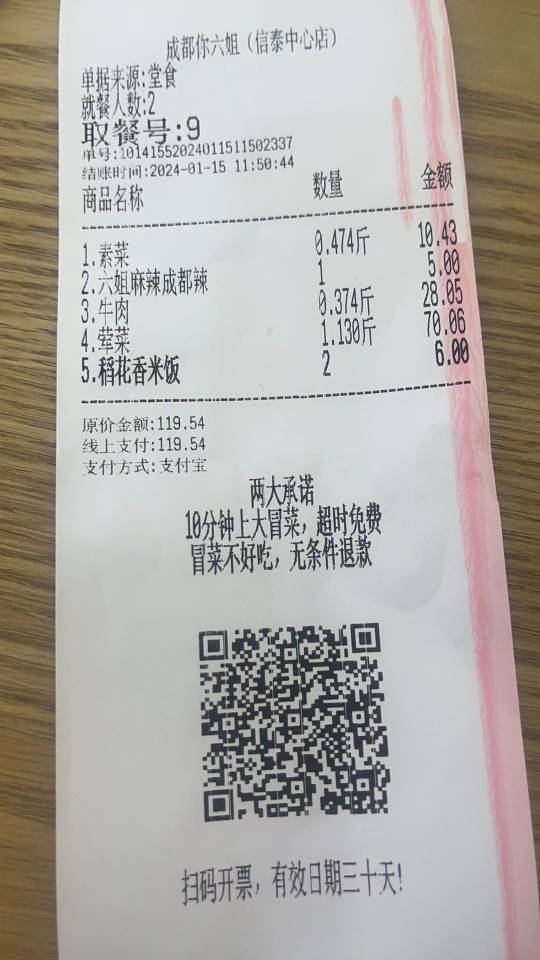 成都你六姐（信泰中心店）
单据来源:堂食
就餐人数:2
取餐号:9
单号:10141552024011511502337
结账时间:2024-01-15 11:50:44
商品名称 数量 金额
1.素菜 0.474斤 10.43
2.六姐麻辣成都辣 1 5.00
3.牛肉 0.374斤 28.05
4.荤菜 1.130斤 70.06
5.稻花香米饭 2 6.00
原价金额:119.54
线上支付:119.54
支付方式:支付宝
两大承诺
10分钟上大冒菜，超时免费
冒菜不好吃，无条件退款
扫码开票，有效日期三十天!